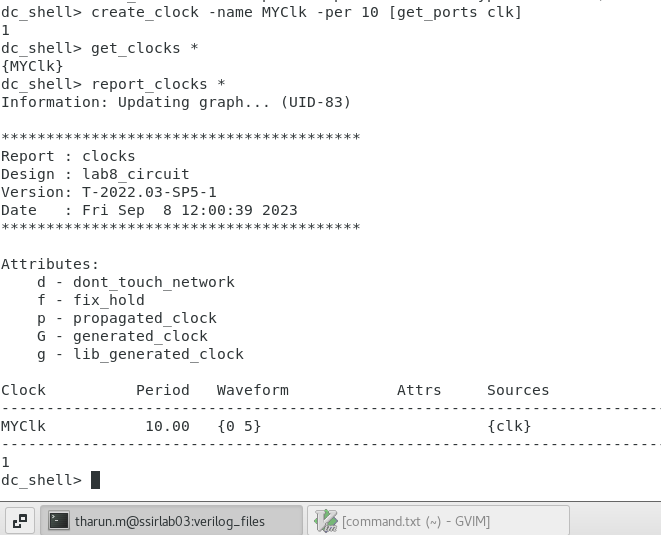 dc_shell> create_clock -name MYClk -per 10 [get_ports clk]
1
dc_shell> get_clocks *
{MYClk}
dc_shell> report_clocks *
Information: Updating graph... (UID-83)
****************************************
Report : clocks
Design : lab8_circuit
Version: T-2022.03-SP5-1
Date   : Fri Sep  8 12:00:39 2023
****************************************
Attributes:
    d - dont_touch_network
    f - fix_hold
    p - propagated_clock
    G - generated_clock
    g - lib_generated_clock
Clock          Period   Waveform            Attrs     Sources
--------------------------------------------------------------------------
MYClk           10.00   {0 5}                         {clk}
--------------------------------------------------------------------------
1
dc_shell>
tharun.m@ssirlab03:verilog_files
[command.txt (~) - GVIM]